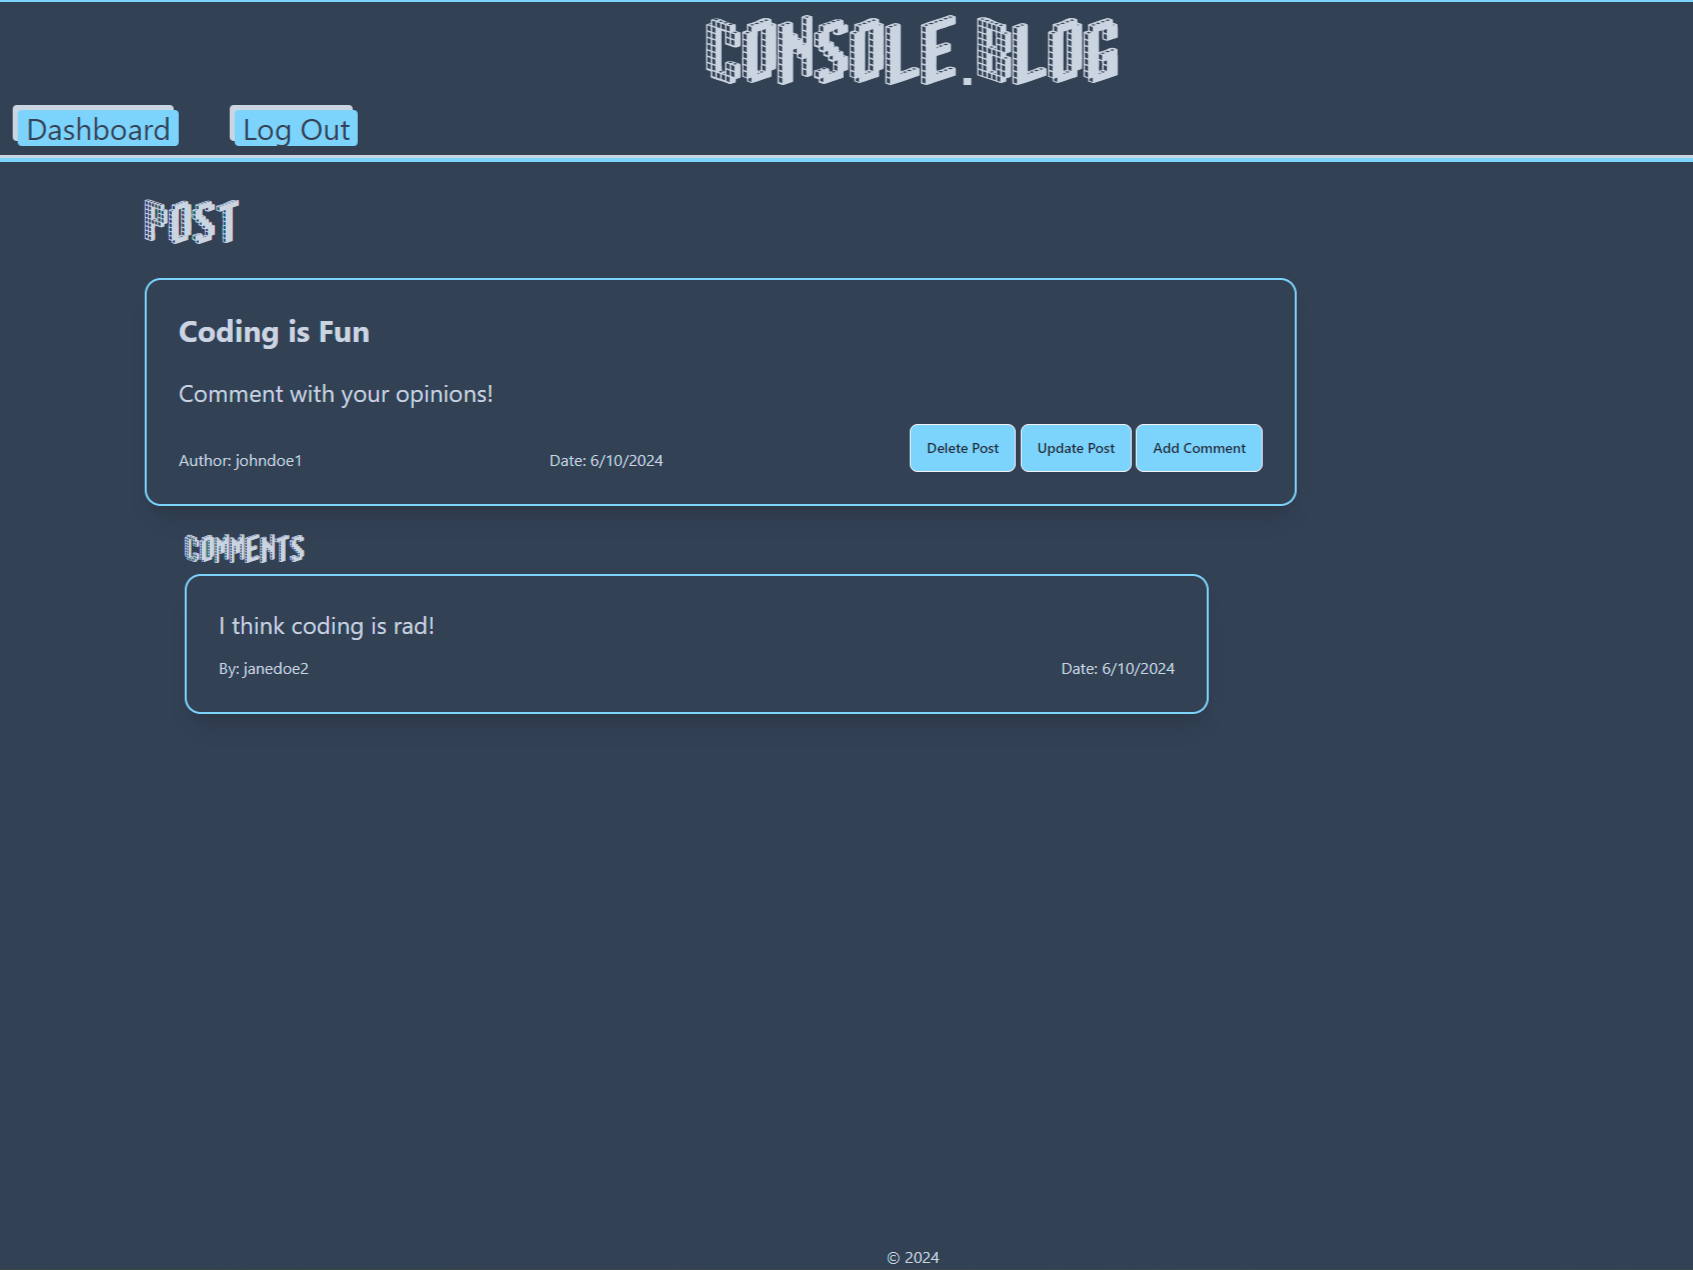 CONSOLE.BLOG
Dashboard Log Out
POST
Coding is Fun
Comment with your opinions!
Author: johndoe1 Date: 6/10/2024 Delete Post Update Post Add Comment
COMMENTS
I think coding is rad!
By: janedoe2 Date: 6/10/2024
© 2024